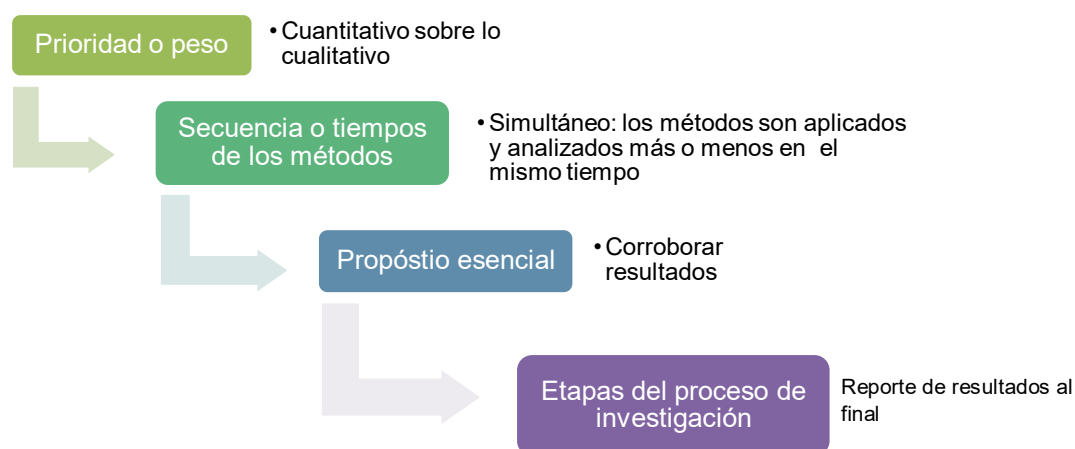 Prioridad o peso
• Cuantitativo sobre lo
cualitativo
Secuencia o tiempos
de los métodos
• Simultáneo: los métodos son aplicados
y analizados más o menos en el
mismo tiempo
Propóstio esencial
• Corroborar
resultados
Etapas del proceso de
investigación
Reporte de resultados al
final